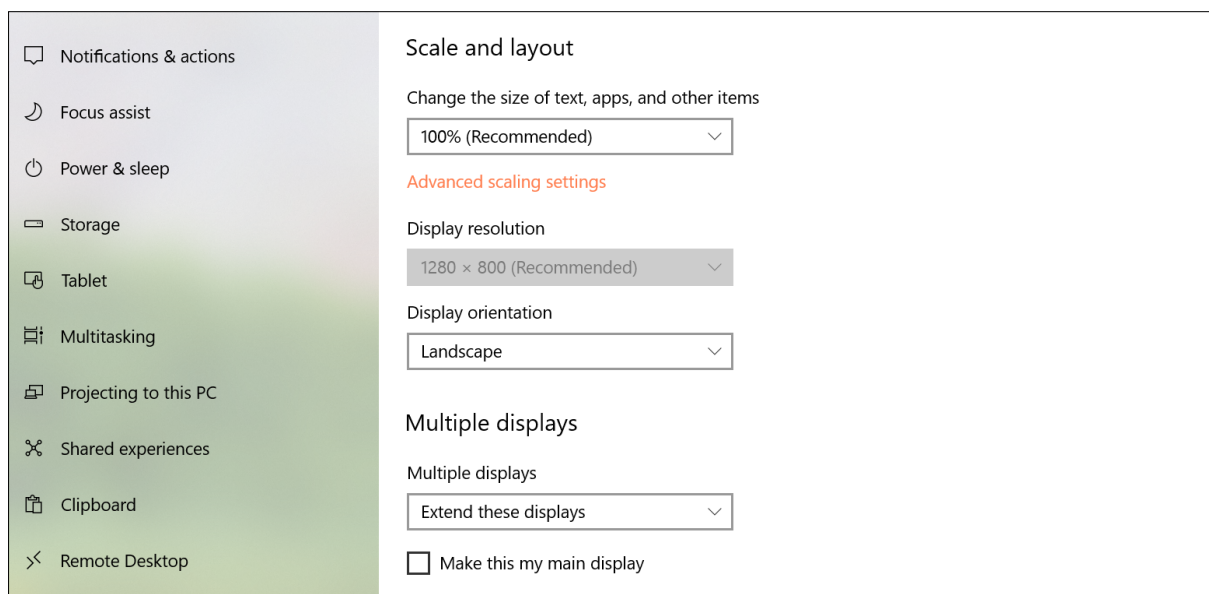 Notifications & actions
Focus assist
Power & sleep
Storage
Tablet
Multitasking
Projecting to this PC
Shared experiences
Clipboard
Remote Desktop
Scale and layout
Change the size of text, apps, and other items
100% (Recommended)
Advanced scaling settings
Display resolution
1280 × 800 (Recommended)
Display orientation
Landscape
Multiple displays
Multiple displays
Extend these displays
Make this my main display